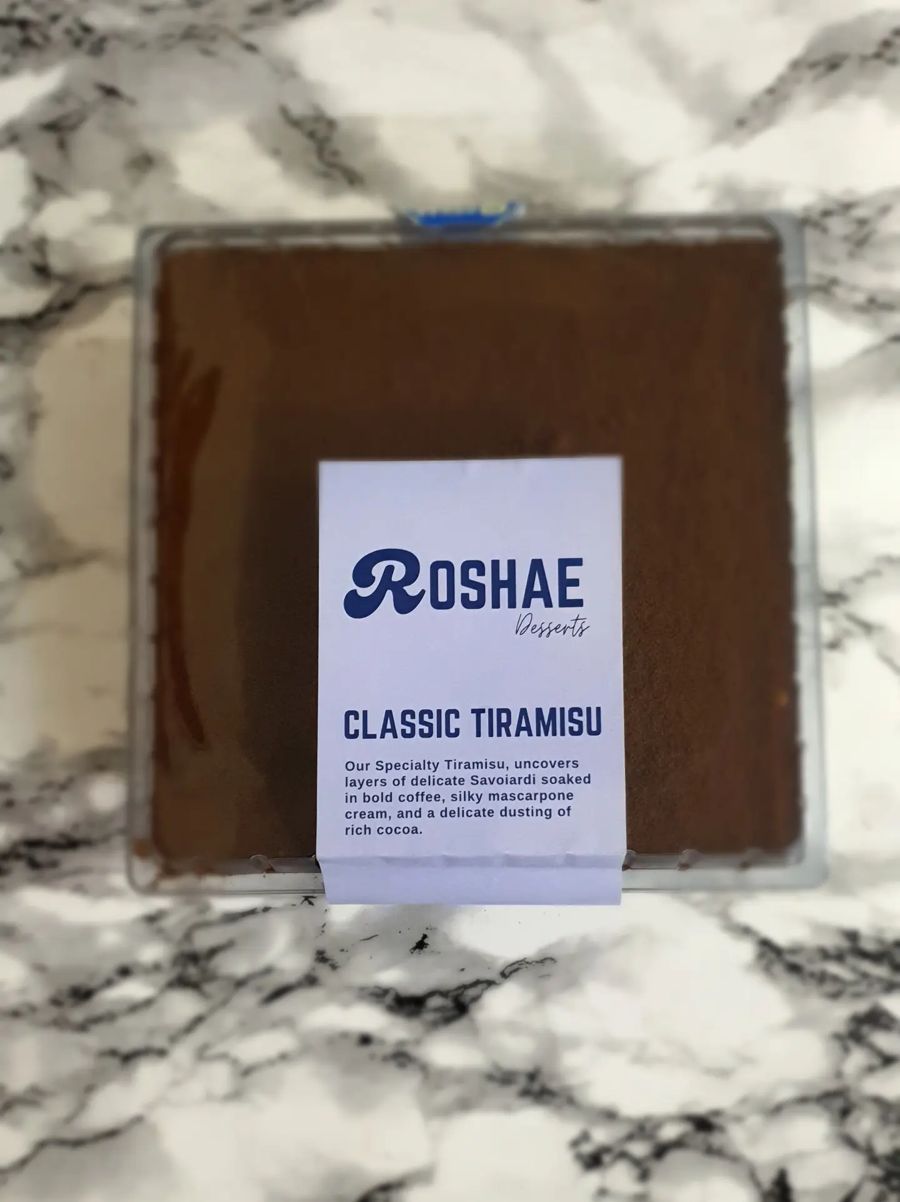 ROSHAE
Desserts
CLASSIC TIRAMISU
Our Specialty Tiramisu, uncovers
layers of delicate Savoiardi soaked
in bold coffee, silky mascarpone
cream, and a delicate dusting of
rich cocoa.